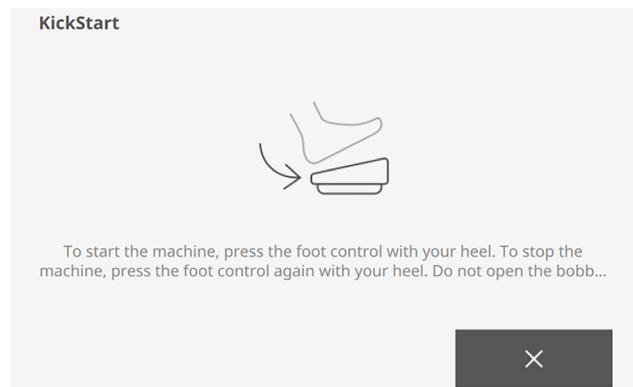 KickStart
To start the machine, press the foot control with your heel. To stop the
machine, press the foot control again with your heel. Do not open the bobb...